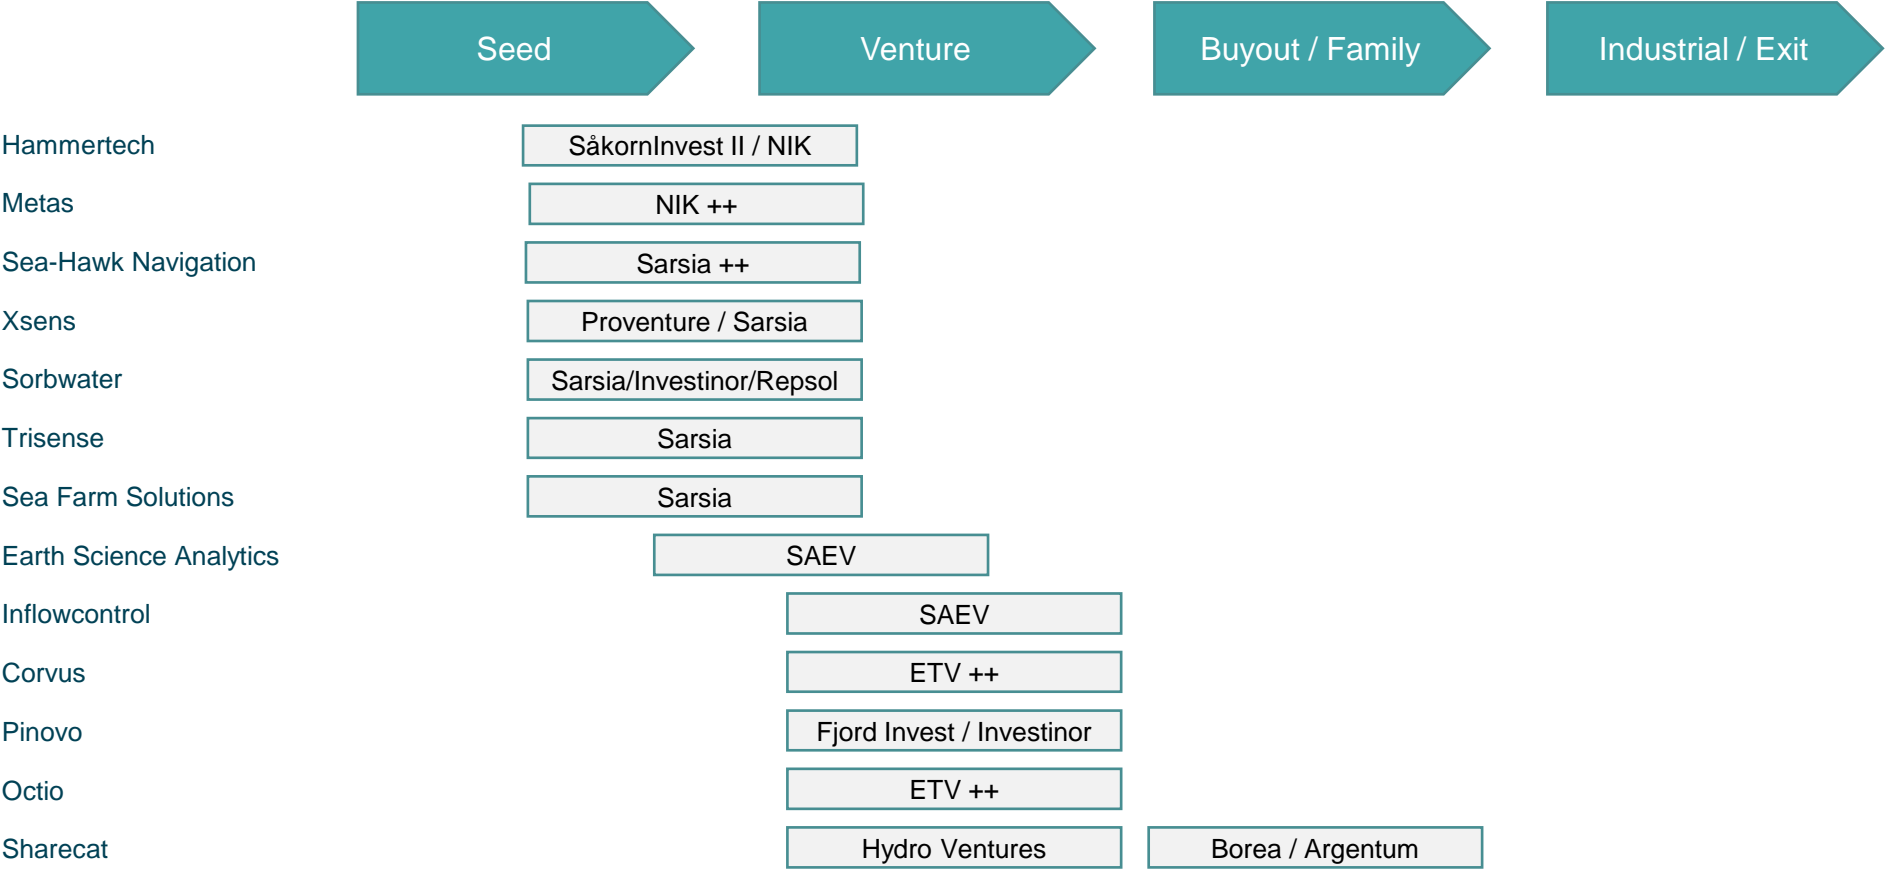 Seed Venture Buyout / Family Industrial / Exit
Hammertech SåkornInvest II / NIK
Metas NIK ++
Sea-Hawk Navigation Sarsia ++
Xsens Proventure / Sarsia
Sorbwater Sarsia/Investinor/Repsol
Trisense Sarsia
Sea Farm Solutions Sarsia
Earth Science Analytics SAEV
Inflowcontrol SAEV
Corvus ETV ++
Pinovo Fjord Invest / Investinor
Octio ETV ++
Sharecat Hydro Ventures Borea / Argentum